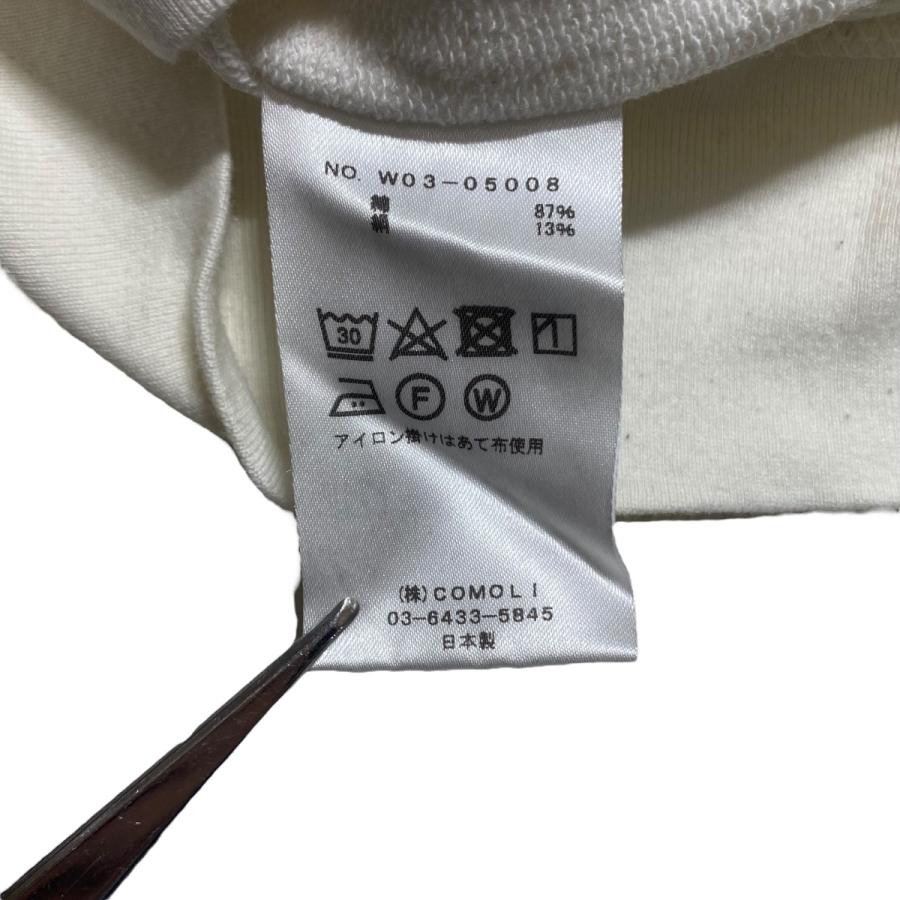 NO. W03-05008
綿 87%
絹 13%
30
F W
アイロン掛けはあて布使用
(株)COMOLI
03-6433-5845
日本製